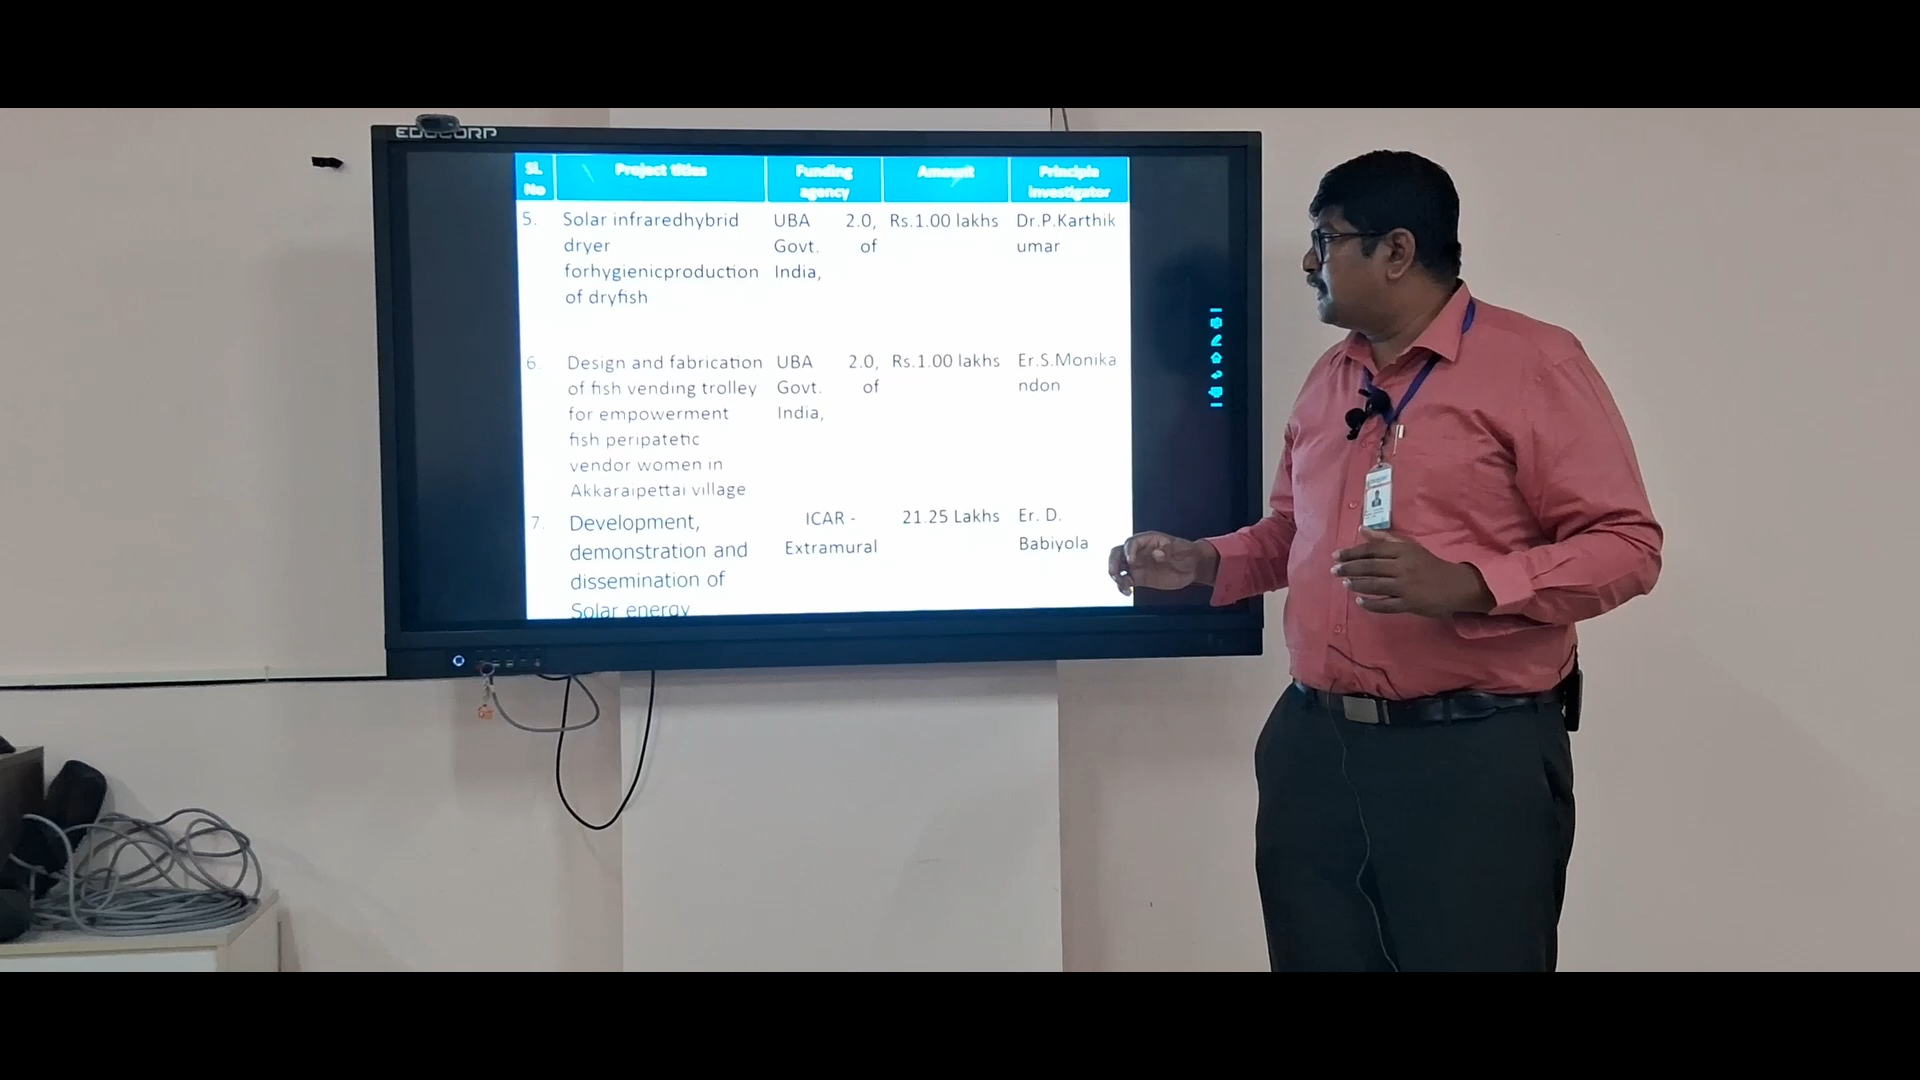 EDUCORP
Sl. No Project titles Funding agency Amount Principle investigator
5. Solar infraredhybrid UBA 2.0, Rs.1.00 lakhs Dr.P.Karthik
dryer Govt. of umar
forhygienicproduction India,
of dryfish
6. Design and fabrication UBA 2.0, Rs.1.00 lakhs Er.S.Monika
of fish vending trolley Govt. of ndon
for empowerment India,
fish peripatetic
vendor women in
Akkaraipettai village
7. Development, ICAR - 21.25 Lakhs Er. D.
demonstration and Extramural Babiyola
dissemination of
Solar energy